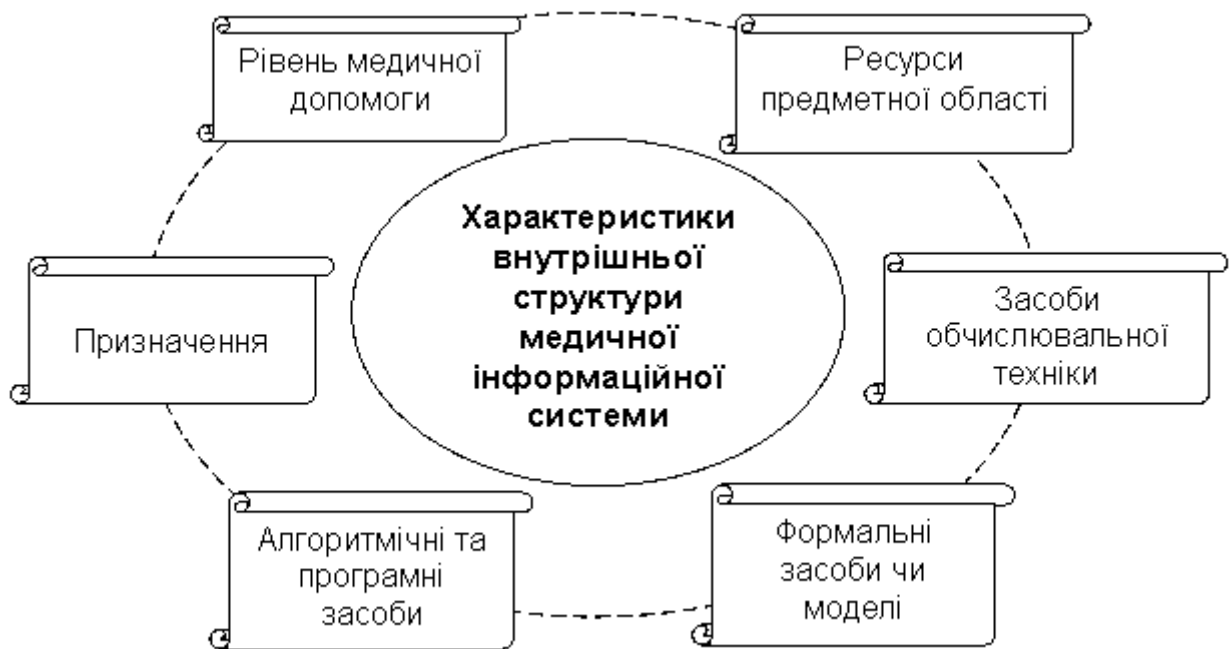 Рівень медичної
допомоги
Ресурси
предметної області
Характеристики
внутрішньої
структури
медичної
інформаційної
системи
Призначення
Засоби
обчислювальної
техніки
Алгоритмічні та
програмні
засоби
Формальні
засоби чи
моделі